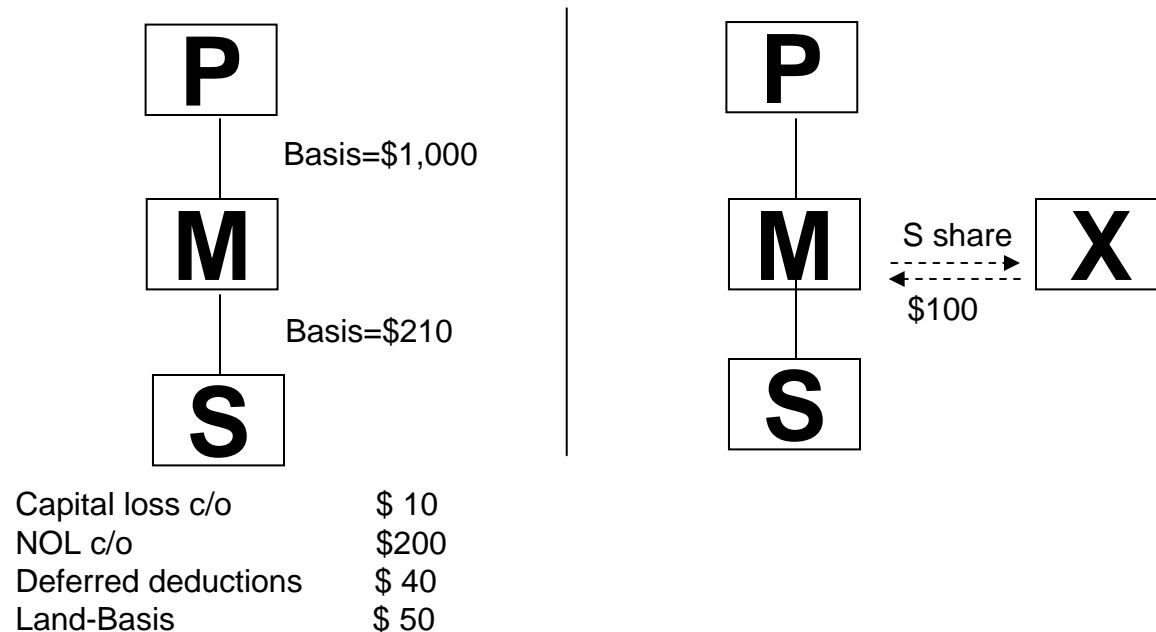 P
Basis=$1,000
M
Basis=$210
S
Capital loss c/o $ 10
NOL c/o $200
Deferred deductions $ 40
Land-Basis $ 50
P
M
S share
$100
X
S